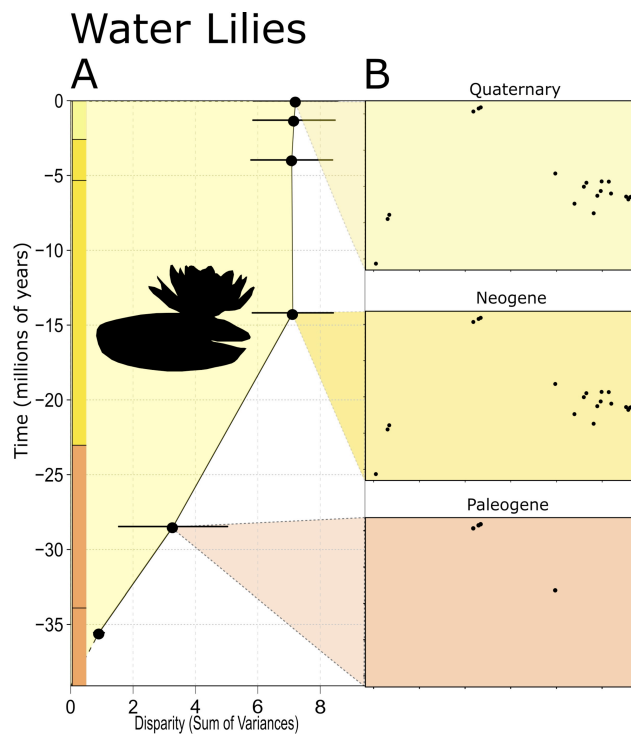 Water Lilies
A
B
Quaternary
Neogene
Paleogene
Time (millions of years)
0
−5
−10
−15
−20
−25
−30
−35
0
2
4
6
8
Disparity (Sum of Variances)